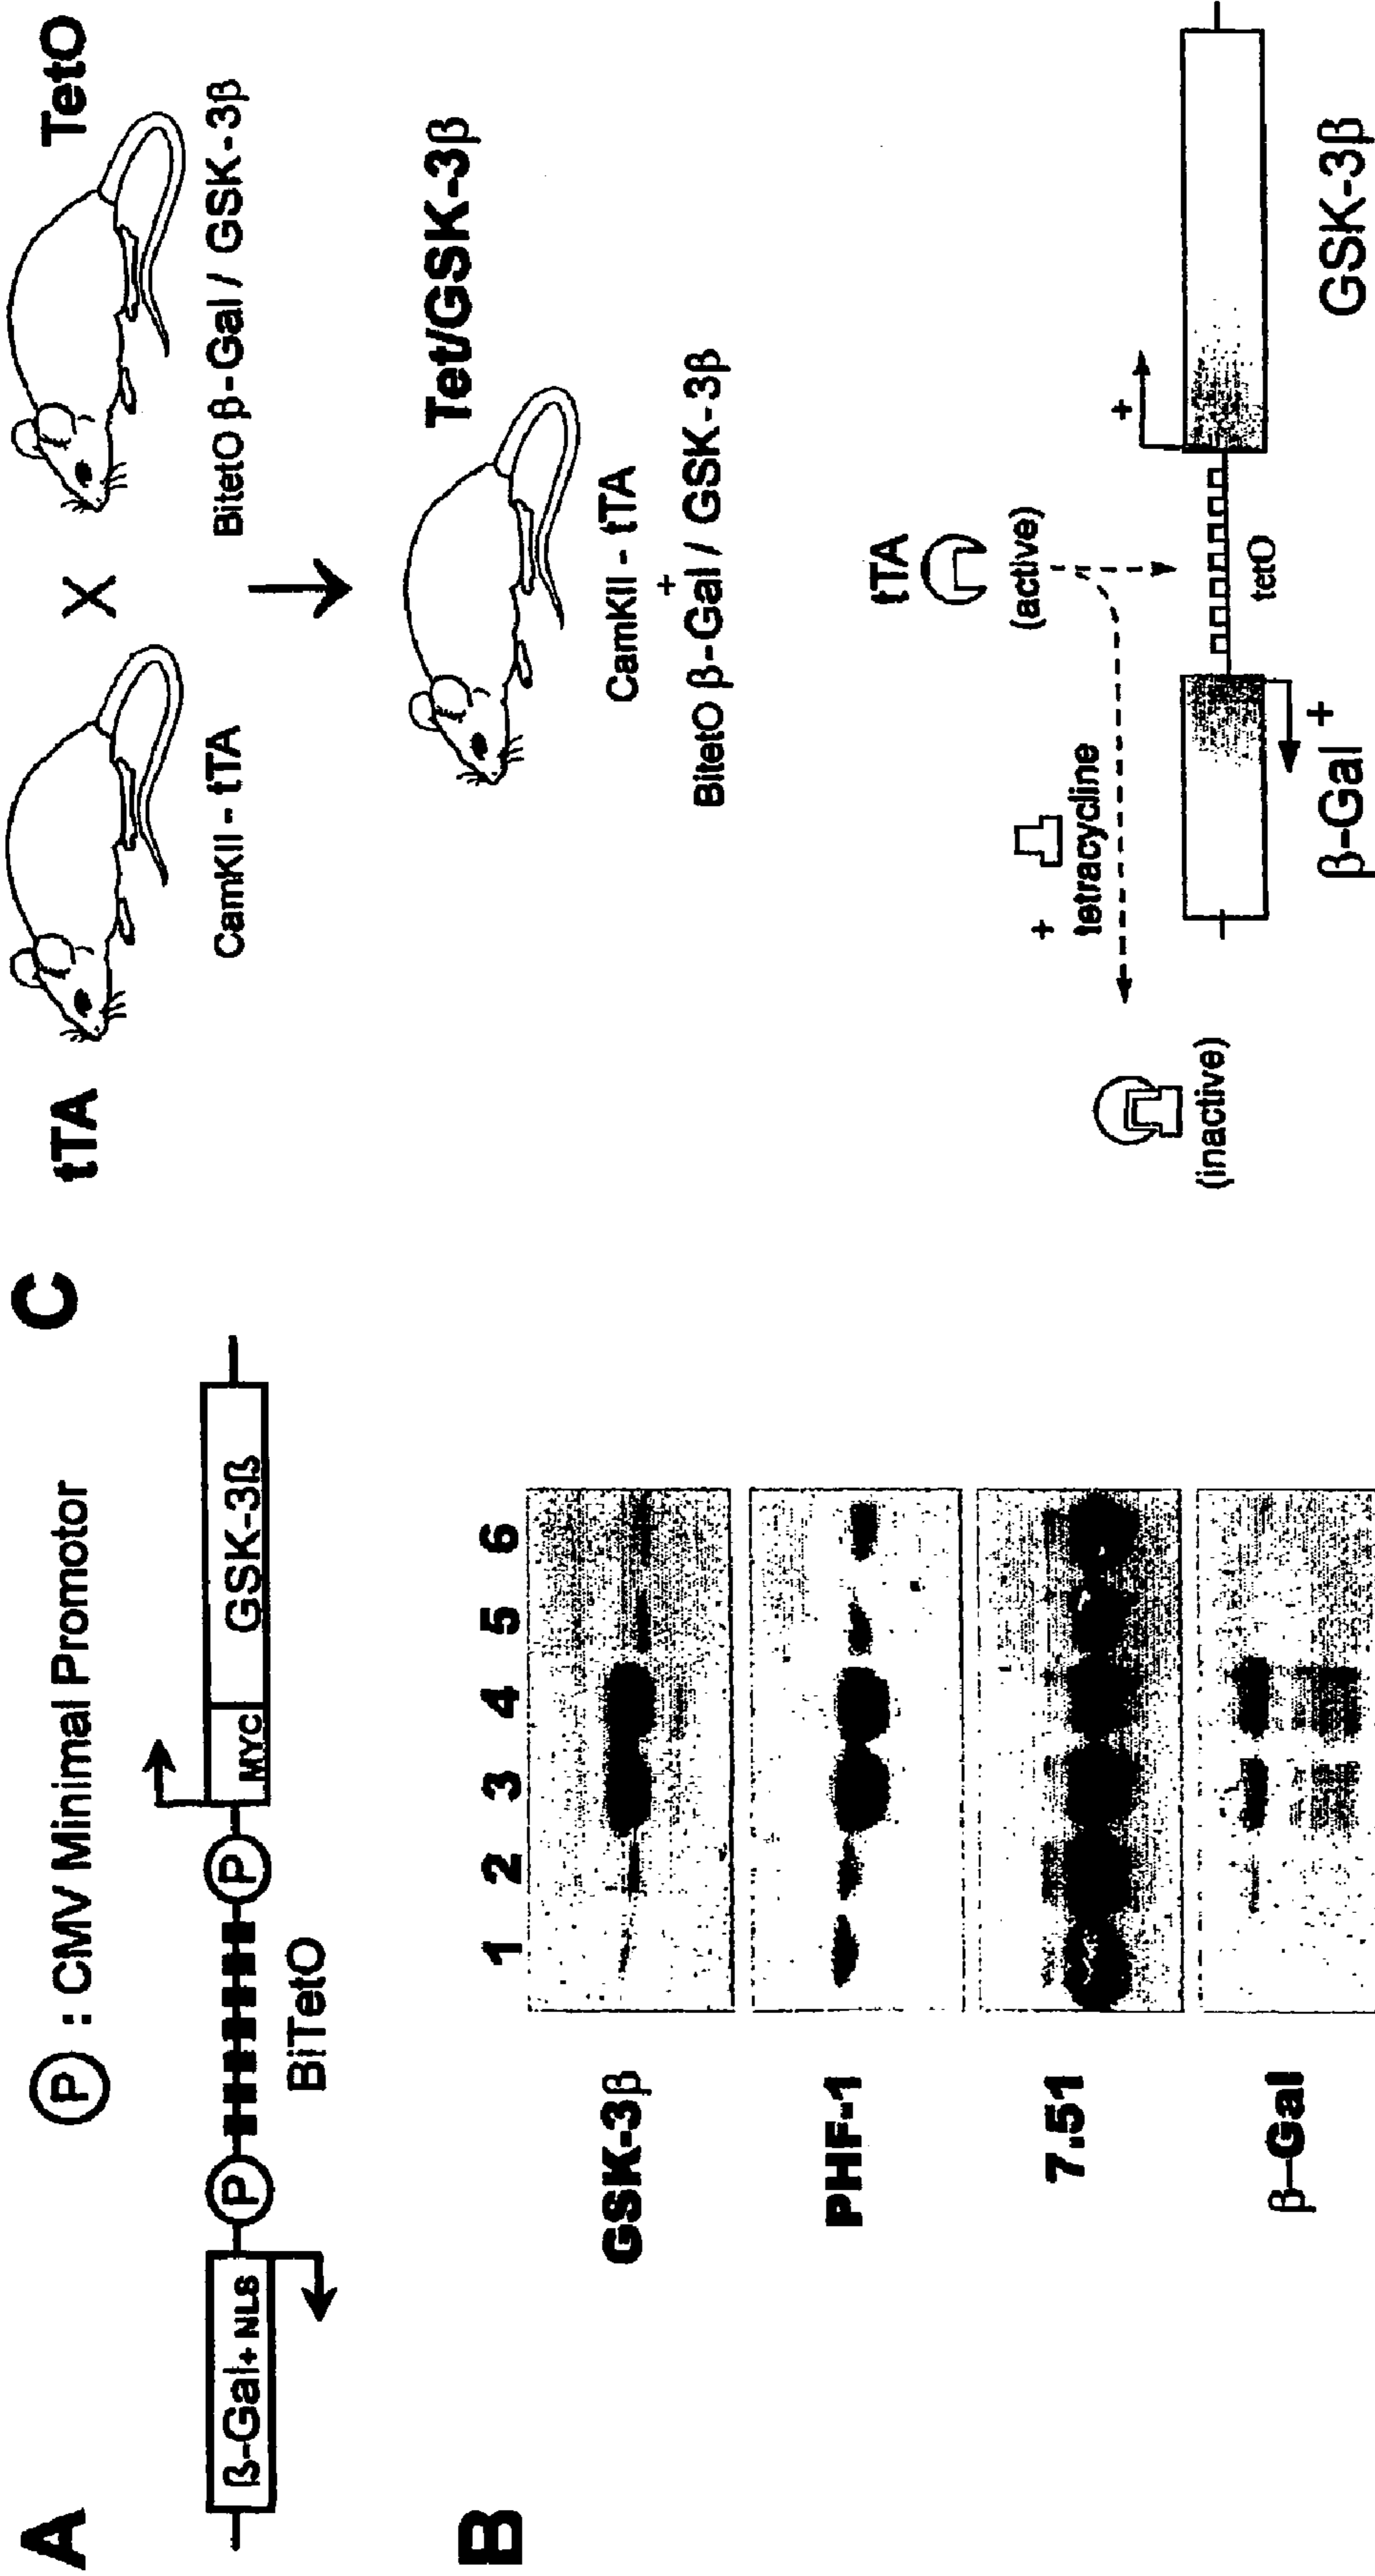 A
P : CMV Minimal Promotor
ß-Gal+ NLS
P
P
MYC
GSK-3ß
BiTetO
B
1 2 3 4 5 6
GSK-3β
PHF-1
7.51
β-Gal
C
tTA
X
TetO
CamKII - tTA
BitetO β-Gal / GSK-3β
Tet/GSK-3β
CamKII - tTA
+
BitetO β-Gal / GSK-3β
tTA
(active)
+
tetracycline
(inactive)
+
tetO
β-Gal +
GSK-3β